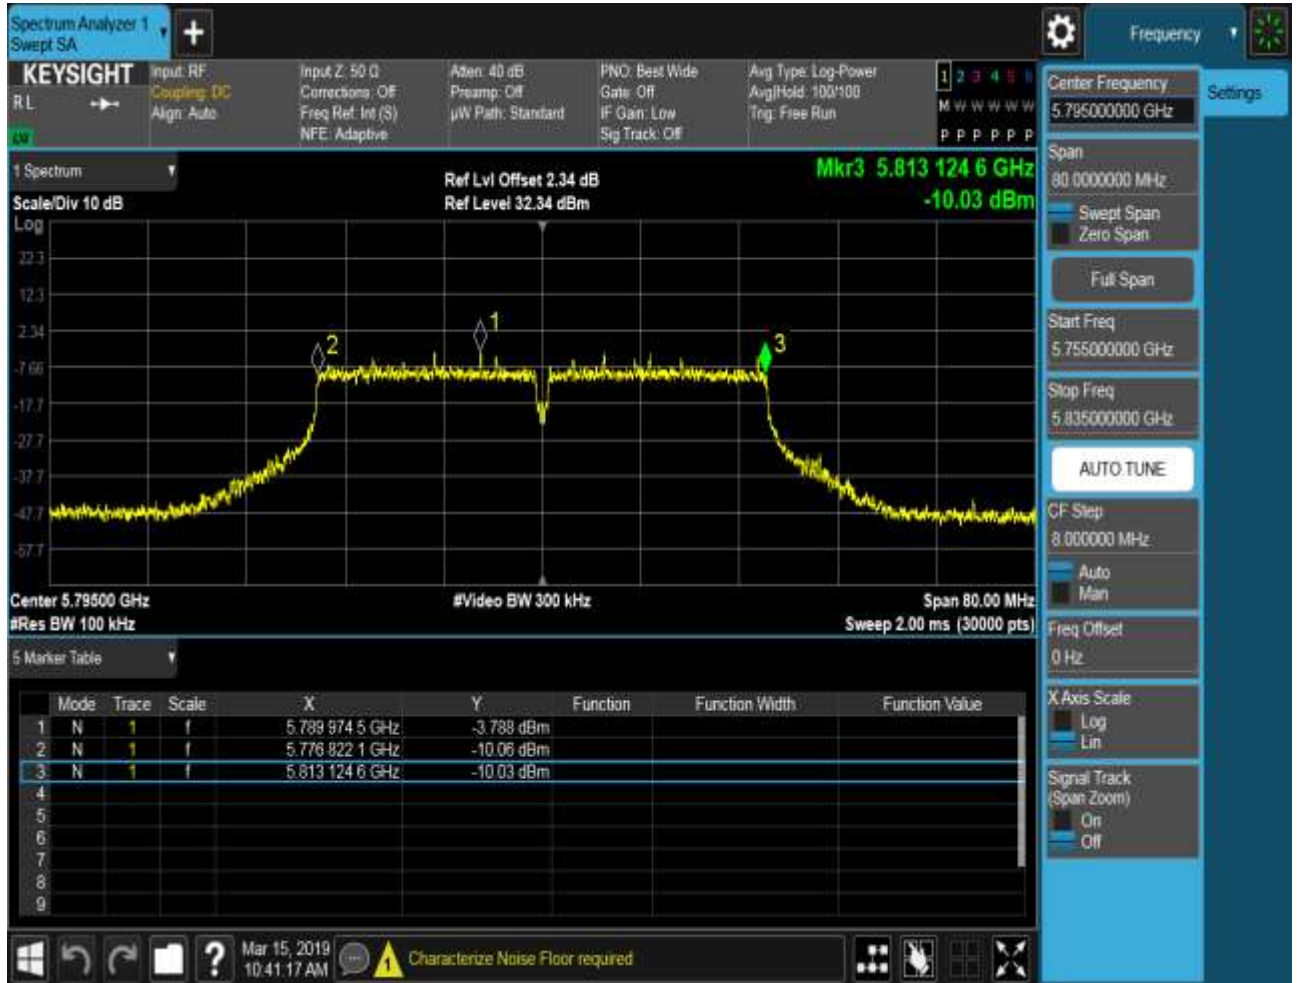 Spectrum Analyzer 1
Swept SA
+
Frequency
KEYSIGHT
RL
Input: RF
Coupling: DC
Align: Auto
Input Z: 50 Ω
Corrections: Off
Freq Ref: Int (S)
NFE: Adaptive
Atten: 40 dB
Preamp: Off
µW Path: Standard
PNO: Best Wide
Gate: Off
IF Gain: Low
Sig Track: Off
Avg Type: Log-Power
Avg|Hold: 100/100
Trig: Free Run
1 2 3 4 5 6
M W W W W W
P P P P P P
1 Spectrum
Scale/Div 10 dB
Ref Lvl Offset 2.34 dB
Ref Level 32.34 dBm
Mkr3 5.813 124 6 GHz
-10.03 dBm
Log
22.3
12.3
2.34
-7.66
-17.7
-27.7
-37.7
-47.7
-57.7
1
2
3
Center 5.79500 GHz
#Res BW 100 kHz
#Video BW 300 kHz
Span 80.00 MHz
Sweep 2.00 ms (30000 pts)
5 Marker Table
Mode Trace Scale X Y Function Function Width Function Value
1 N 1 f 5.789 974 5 GHz -3.788 dBm
2 N 1 f 5.776 822 1 GHz -10.06 dBm
3 N 1 f 5.813 124 6 GHz -10.03 dBm
4
5
6
7
8
9
?
Mar 15, 2019
10:41:17 AM
1
Characterize Noise Floor required
Center Frequency
5.795000000 GHz
Settings
Span
80.0000000 MHz
Swept Span
Zero Span
Full Span
Start Freq
5.755000000 GHz
Stop Freq
5.835000000 GHz
AUTO TUNE
CF Step
8.000000 MHz
Auto
Man
Freq Offset
0 Hz
X Axis Scale
Log
Lin
Signal Track
(Span Zoom)
On
Off